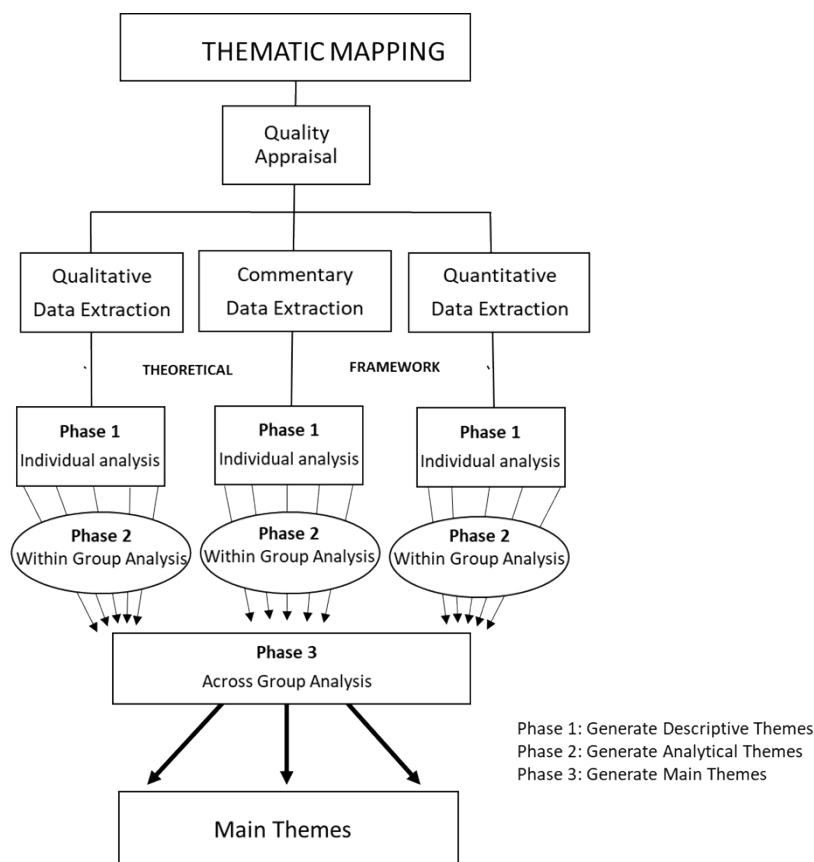 THEMATIC MAPPING
Quality
Appraisal
Qualitative
Data Extraction
Commentary
Data Extraction
Quantitative
Data Extraction
THEORETICAL
FRAMEWORK
Phase 1
Individual analysis
Phase 1
Individual analysis
Phase 1
Individual analysis
Phase 2
Within Group Analysis
Phase 2
Within Group Analysis
Phase 2
Within Group Analysis
Phase 3
Across Group Analysis
Phase 1: Generate Descriptive Themes
Phase 2: Generate Analytical Themes
Phase 3: Generate Main Themes
Main Themes